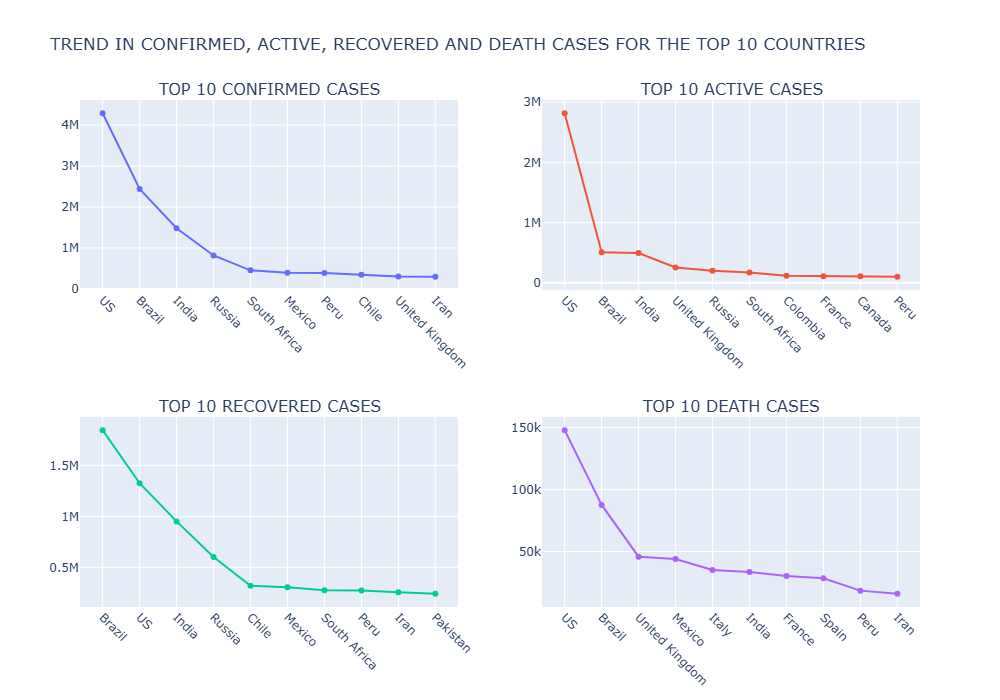 TREND IN CONFIRMED, ACTIVE, RECOVERED AND DEATH CASES FOR THE TOP 10 COUNTRIES
TOP 10 CONFIRMED CASES
4M
3M
2M
1M
0
US
Brazil
India
Russia
South Africa
Mexico
Peru
Chile
United Kingdom
Iran
TOP 10 ACTIVE CASES
3M
2M
1M
0
US
Brazil
India
United Kingdom
Russia
South Africa
Colombia
France
Canada
Peru
TOP 10 RECOVERED CASES
1.5M
1M
0.5M
Brazil
US
India
Russia
Chile
Mexico
South Africa
Peru
Iran
Pakistan
TOP 10 DEATH CASES
150k
100k
50k
US
Brazil
United Kingdom
Mexico
Italy
India
France
Spain
Peru
Iran